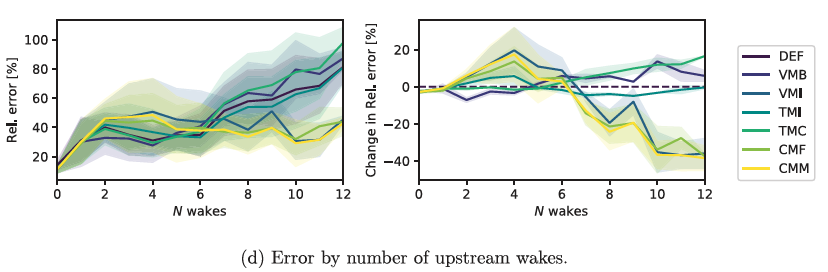 Rel. error [%]
100
80
60
40
20
0 2 4 6 8 10 12
N wakes
Change in Rel. error [%]
20
0
−20
−40
0 2 4 6 8 10 12
N wakes
DEF
VMB
VMI
TMI
TMC
CMF
CMM
(d) Error by number of upstream wakes.